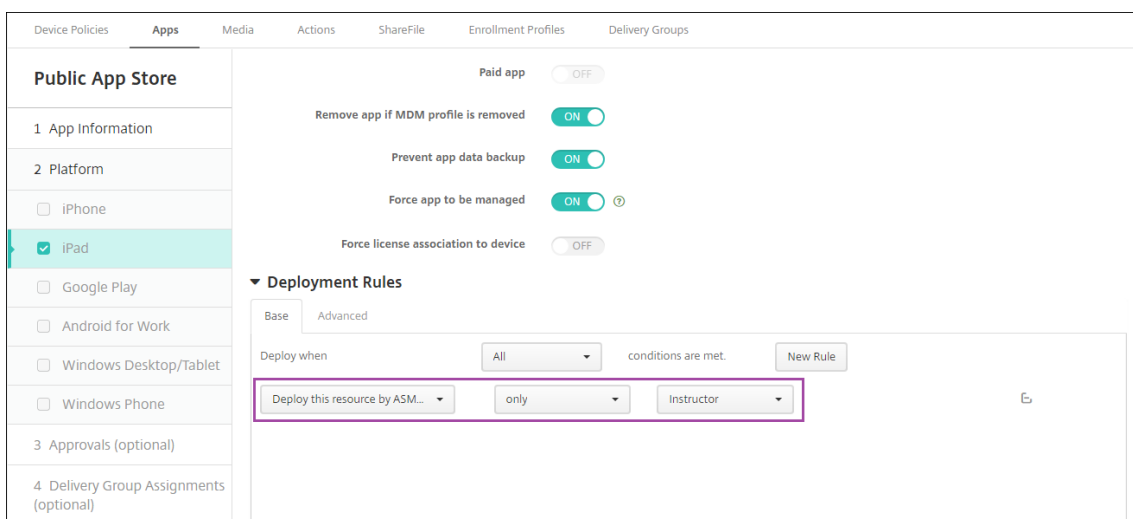 Device Policies Apps Media Actions ShareFile Enrollment Profiles Delivery Groups
Public App Store
1 App Information
2 Platform
iPhone
iPad
Google Play
Android for Work
Windows Desktop/Tablet
Windows Phone
3 Approvals (optional)
4 Delivery Group Assignments
(optional)
Paid app OFF
Remove app if MDM profile is removed ON
Prevent app data backup ON
Force app to be managed ON ?
Force license association to device OFF
Deployment Rules
Base Advanced
Deploy when All conditions are met. New Rule
Deploy this resource by ASM... only Instructor